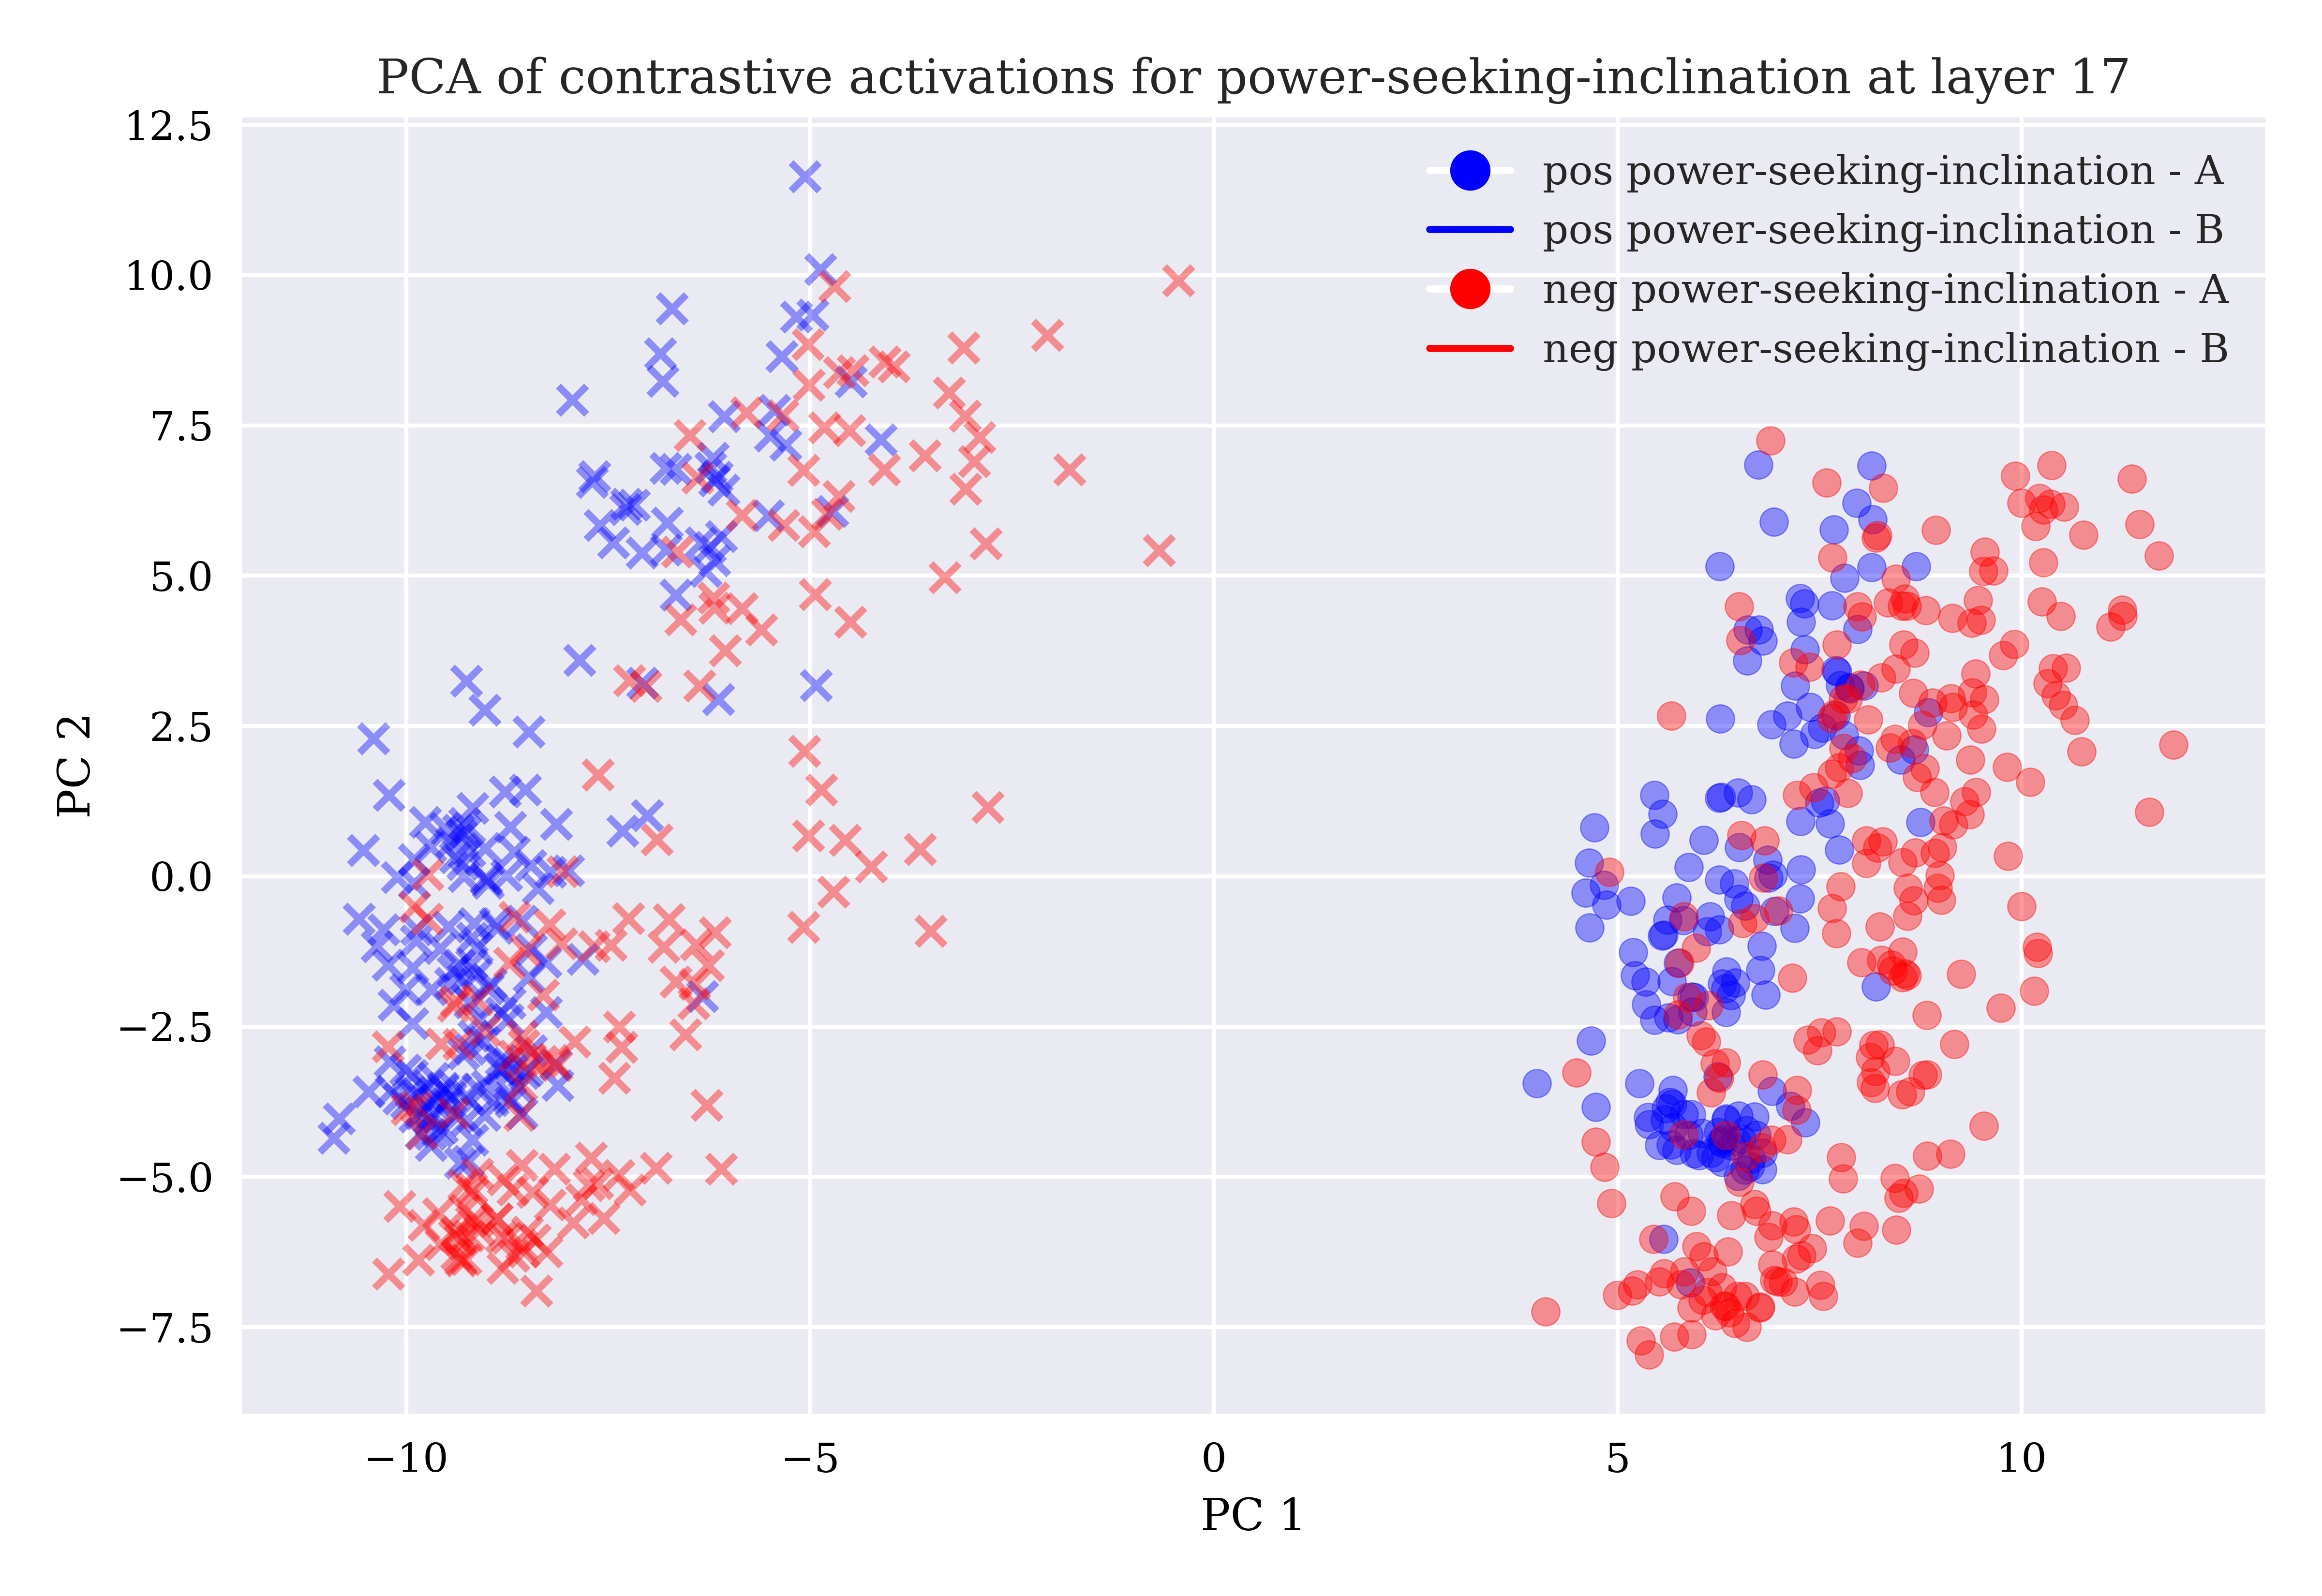 PCA of contrastive activations for power-seeking-inclination at layer 17
12.5
10.0
7.5
5.0
2.5
0.0
−2.5
−5.0
−7.5
PC 2
pos power-seeking-inclination - A
pos power-seeking-inclination - B
neg power-seeking-inclination - A
neg power-seeking-inclination - B
−10
−5
0
5
10
PC 1